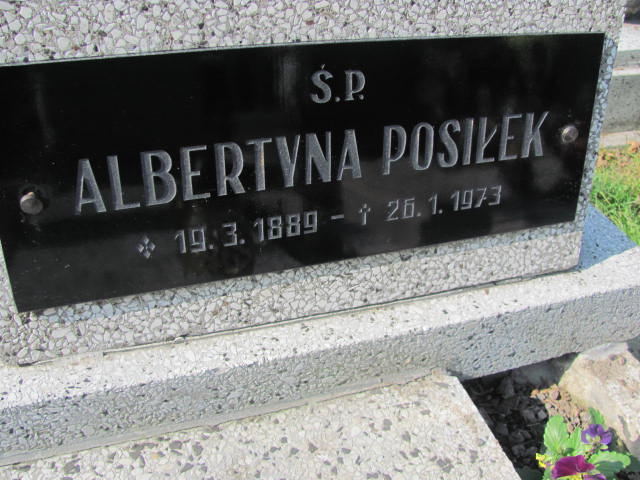 Ś.P.
ALBERTYNA POSIŁEK
✤ 19.3.1889 - † 26.1.1973